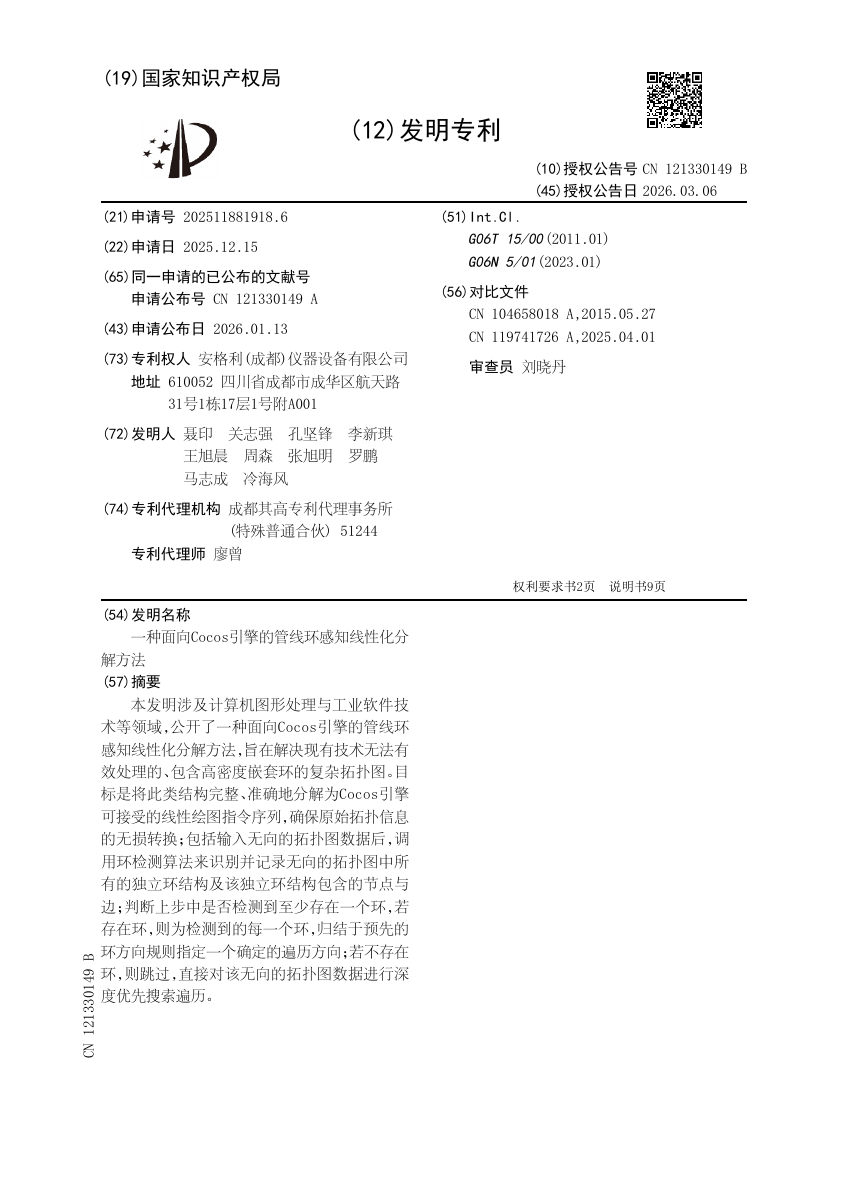 (19)国家知识产权局
(12)发明专利
(10)授权公告号 CN 121330149 B
(45)授权公告日 2026.03.06
(21)申请号 202511881918.6
(22)申请日 2025.12.15
(65)同一申请的已公布的文献号
申请公布号 CN 121330149 A
(43)申请公布日 2026.01.13
(73)专利权人 安格利(成都)仪器设备有限公司
地址 610052 四川省成都市成华区航天路
31号1栋17层1号附A001
(72)发明人 聂印 关志强 孔坚锋 李新琪
王旭晨 周森 张旭明 罗鹏
马志成 冷海风
(74)专利代理机构 成都其高专利代理事务所
(特殊普通合伙) 51244
专利代理师 廖曾
(51)Int.Cl.
G06T 15/00(2011.01)
G06N 5/01(2023.01)
(56)对比文件
CN 104658018 A,2015.05.27
CN 119741726 A,2025.04.01
审查员 刘晓丹
权利要求书2页 说明书9页
(54)发明名称
一种面向Cocos引擎的管线环感知线性化分
解方法
(57)摘要
本发明涉及计算机图形处理与工业软件技
术等领域,公开了一种面向Cocos引擎的管线环
感知线性化分解方法,旨在解决现有技术无法有
效处理的、包含高密度嵌套环的复杂拓扑图。目
标是将此类结构完整、准确地分解为Cocos引擎
可接受的线性绘图指令序列,确保原始拓扑信息
的无损转换;包括输入无向的拓扑图数据后,调
用环检测算法来识别并记录无向的拓扑图中所
有的独立环结构及该独立环结构包含的节点与
边;判断上步中是否检测到至少存在一个环,若
存在环,则为检测到的每一个环,归结于预先的
环方向规则指定一个确定的遍历方向;若不存在
环,则跳过,直接对该无向的拓扑图数据进行深
度优先搜索遍历。
CN 121330149 B